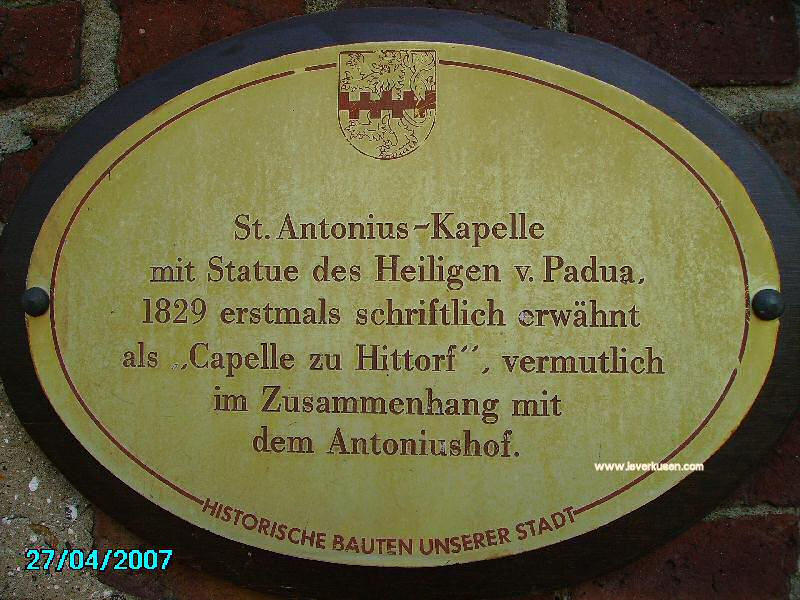 St. Antonius-Kapelle
mit Statue des Heiligen v. Padua,
1829 erstmals schriftlich erwähnt
als „Capelle zu Hittorf“, vermutlich
im Zusammenhang mit
dem Antoniushof.
www.leverkusen.com
HISTORISCHE BAUTEN UNSERER STADT
27/04/2007